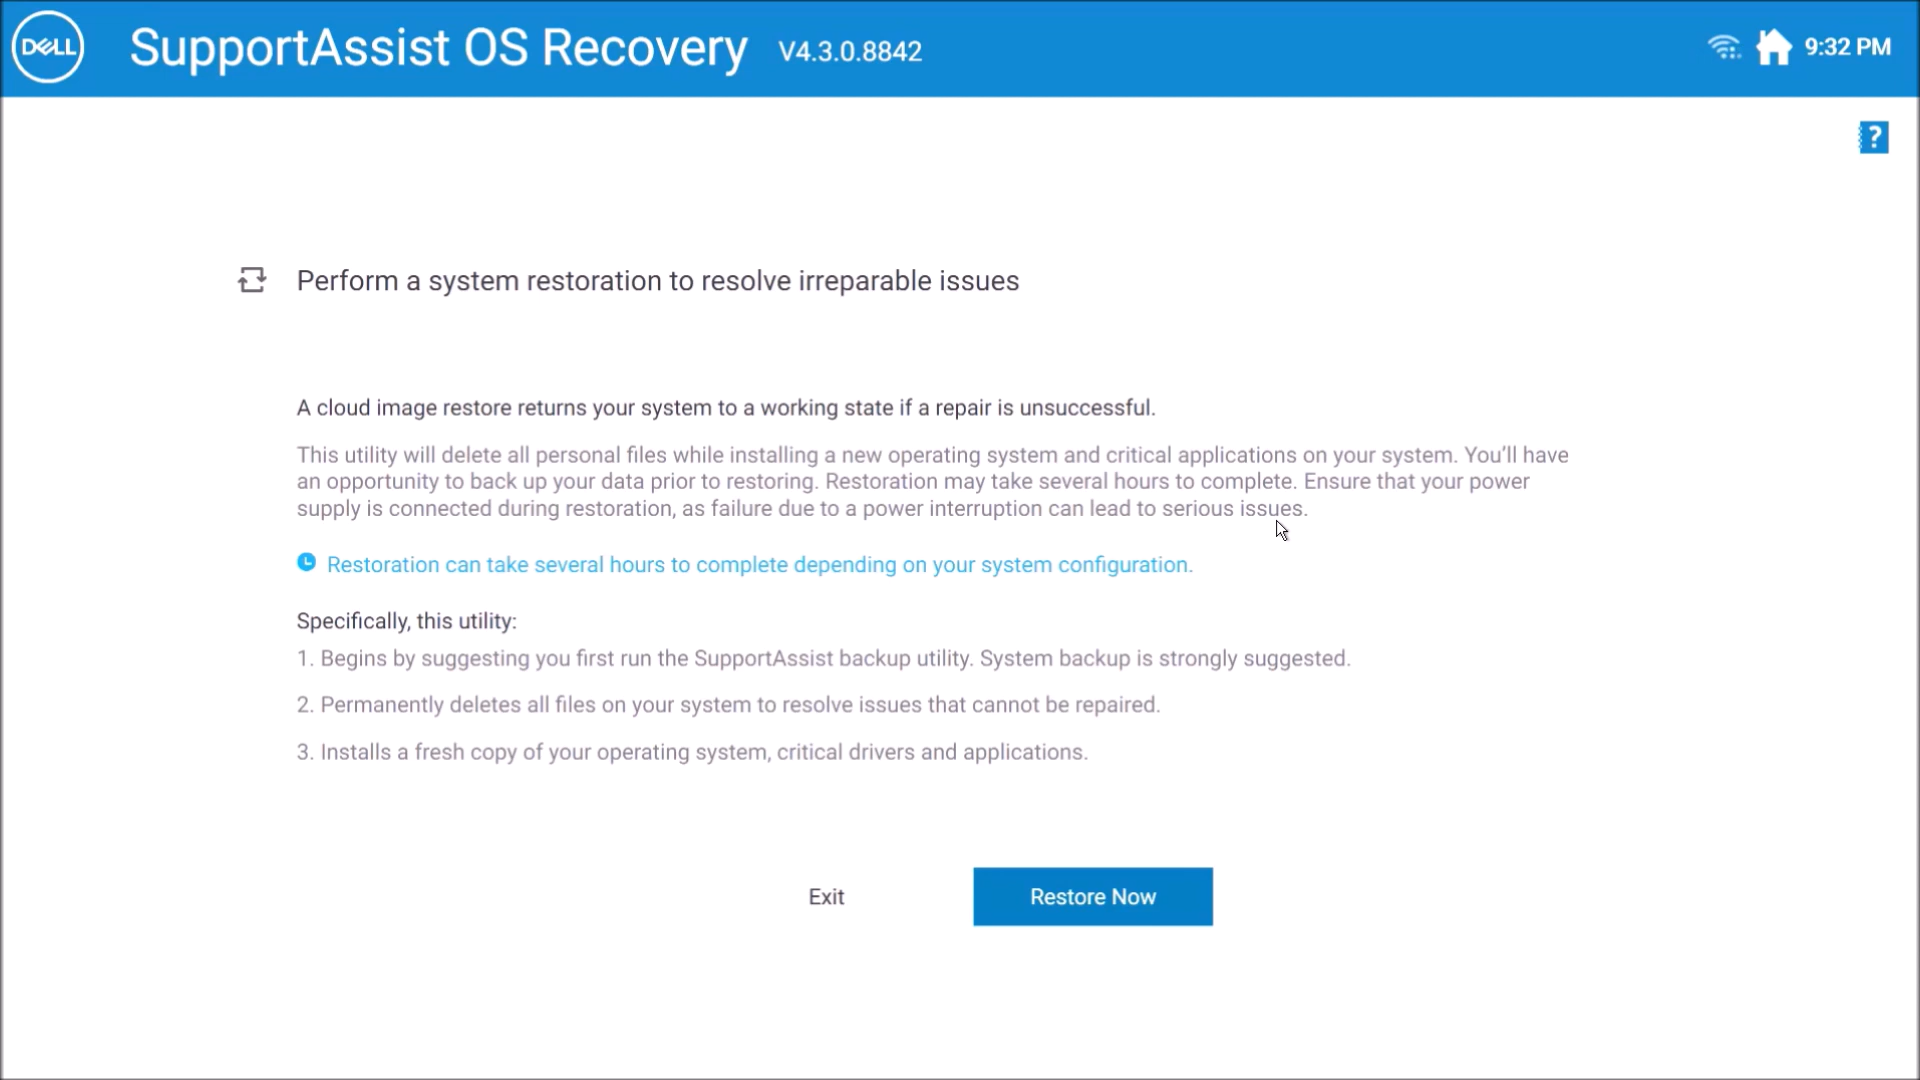 DELL
SupportAssist OS Recovery V4.3.0.8842
9:32 PM
?
Perform a system restoration to resolve irreparable issues
A cloud image restore returns your system to a working state if a repair is unsuccessful.
This utility will delete all personal files while installing a new operating system and critical applications on your system. You'll have
an opportunity to back up your data prior to restoring. Restoration may take several hours to complete. Ensure that your power
supply is connected during restoration, as failure due to a power interruption can lead to serious issues.
Restoration can take several hours to complete depending on your system configuration.
Specifically, this utility:
1. Begins by suggesting you first run the SupportAssist backup utility. System backup is strongly suggested.
2. Permanently deletes all files on your system to resolve issues that cannot be repaired.
3. Installs a fresh copy of your operating system, critical drivers and applications.
Exit
Restore Now